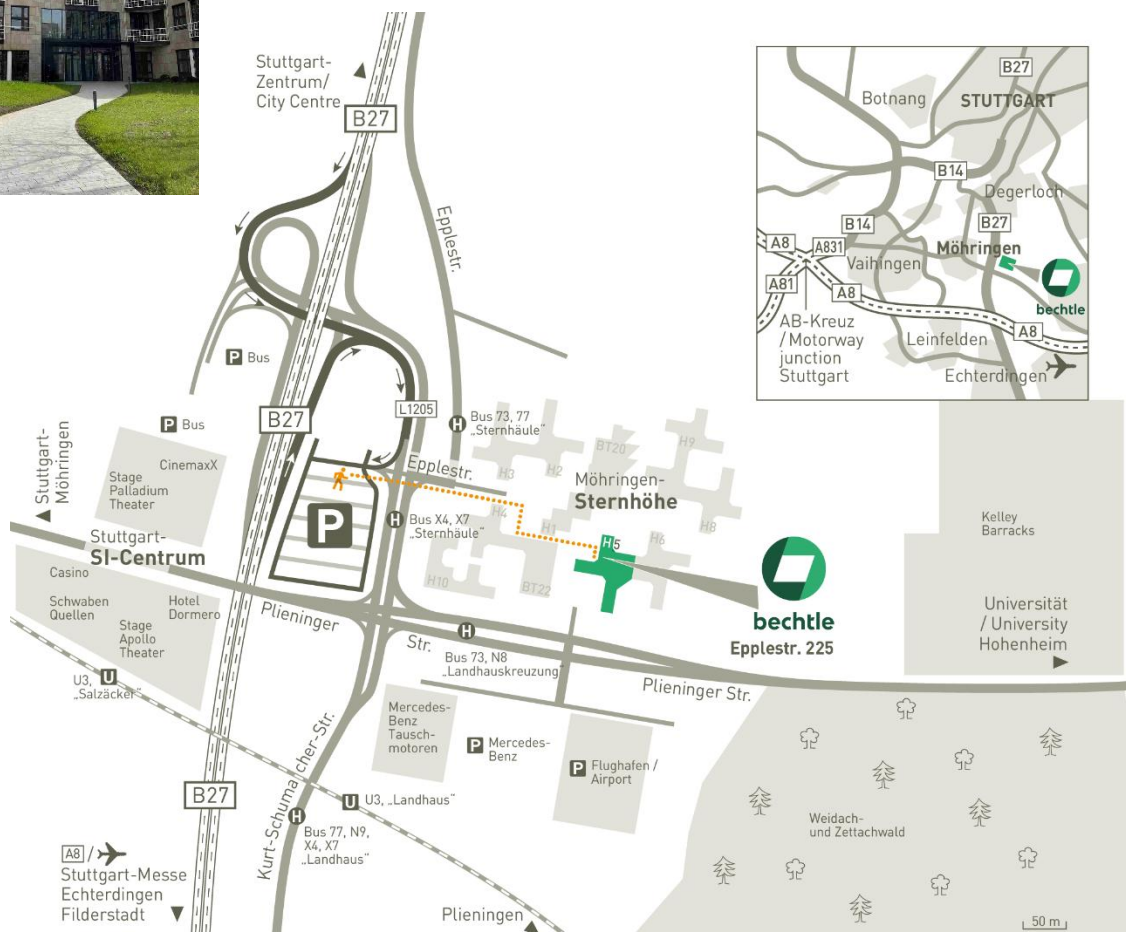 Stuttgart-
Zentrum/
City Centre
B27
Epplestr.
P Bus
P Bus
B27
L1205
H Bus 73, 77
„Sternhäule“
CinemaxX
Stage
Palladium
Theater
Stuttgart-
Möhringen
Stuttgart-
SI-Centrum
Casino
Schwaben
Quellen
Hotel
Dormero
Stage
Apollo
Theater
U3,
„Salzäcker“
U
P
Epplestr.
H Bus X4, X7
„Sternhäule“
H3
H2
BT20
H9
Möhringen-
Sternhöhe
H4
H1
H8
H5
H6
H10
BT22
bechtle
Epplestr. 225
Kelley
Barracks
Universität
/ University
Hohenheim
Plieninger
Str.
H
Bus 73, N8
„Landhauskreuzung“
Plieninger Str.
Mercedes-
Benz
Tausch-
motoren
P Mercedes-
Benz
P Flughafen /
Airport
Kurt-Schumacher-Str.
U U3, „Landhaus“
H
Bus 77, N9,
X4, X7
„Landhaus“
B27
A8 /
Stuttgart-Messe
Echterdingen
Filderstadt
Plieningen
Weidach-
und Zettachwald
50 m
B27
Botnang
STUTTGART
B14
Degerloch
B14
B27
A8
A831
Möhringen
Vaihingen
A81
A8
bechtle
AB-Kreuz
/ Motorway
junction
Stuttgart
Leinfelden
A8
Echterdingen